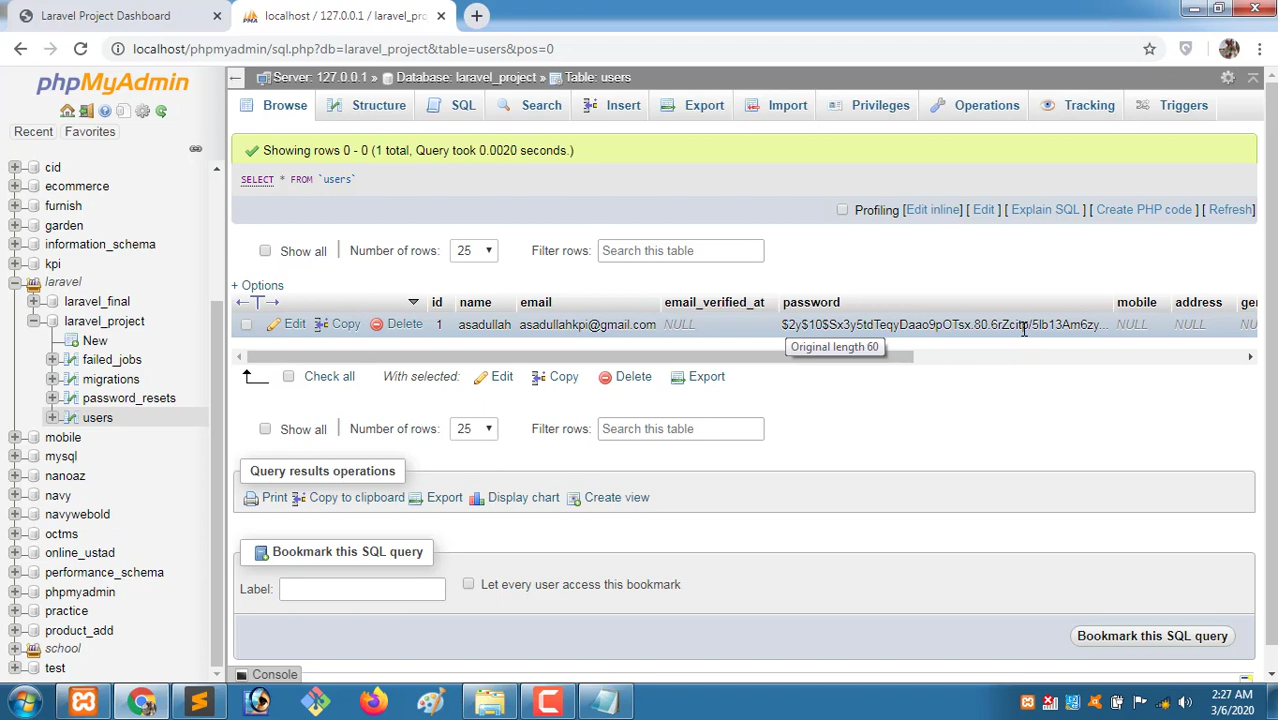 Laravel Project Dashboard
localhost / 127.0.0.1 / laravel_pro
localhost/phpmyadmin/sql.php?db=laravel_project&table=users&pos=0
phpMyAdmin
Recent
Favorites
cid
ecommerce
furnish
garden
information_schema
kpi
laravel
laravel_final
laravel_project
New
failed_jobs
migrations
password_resets
users
mobile
mysql
nanoaz
navy
navywebold
octms
online_ustad
performance_schema
phpmyadmin
practice
product_add
school
test
Server: 127.0.0.1 » Database: laravel_project » Table: users
Browse Structure SQL Search Insert Export Import Privileges Operations Tracking Triggers
Showing rows 0 - 0 (1 total, Query took 0.0020 seconds.)
SELECT * FROM `users`
Profiling [Edit inline] [ Edit ] [ Explain SQL ] [ Create PHP code ] [ Refresh]
Show all Number of rows: 25 Filter rows: Search this table
+ Options
id name email email_verified_at password mobile address
Edit Copy Delete 1 asadullah asadullahkpi@gmail.com NULL NULL NULL NU
Original length 60
Check all With selected: Edit Copy Delete Export
Show all Number of rows: 25 Filter rows: Search this table
Query results operations
Print Copy to clipboard Export Display chart Create view
Bookmark this SQL query
Label: Let every user access this bookmark
Bookmark this SQL query
Console
2:27 AM
3/6/2020